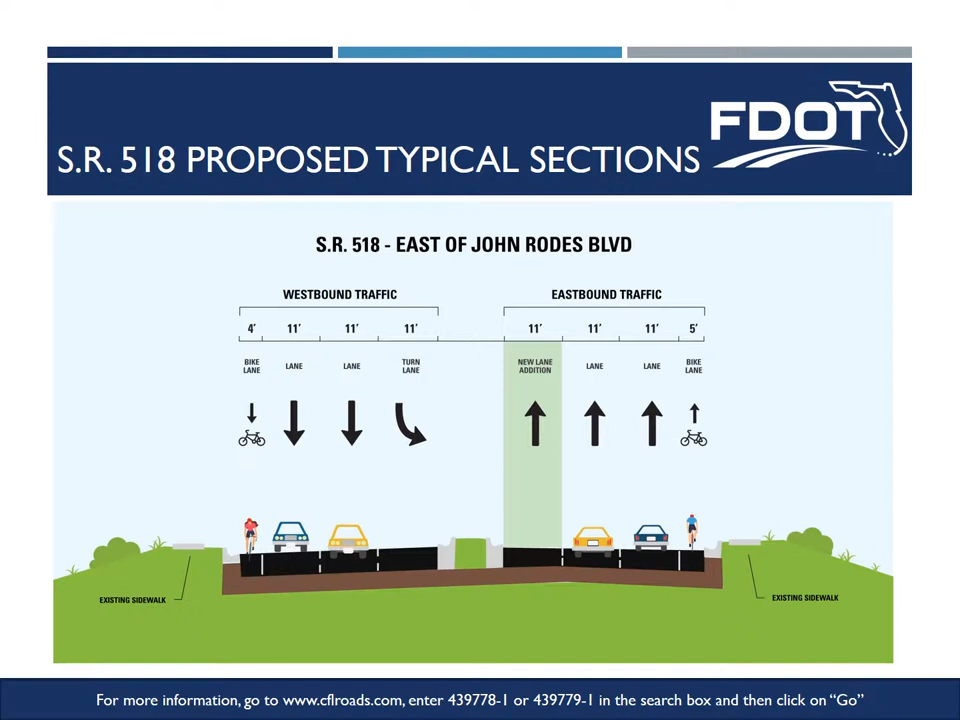 FDOT
S.R. 518 PROPOSED TYPICAL SECTIONS
S.R. 518 - EAST OF JOHN RODES BLVD
WESTBOUND TRAFFIC
EASTBOUND TRAFFIC
4' 11' 11' 11' 11' 11' 11' 5'
BIKE LANE
LANE
LANE
TURN LANE
NEW LANE ADDITION
LANE
LANE
BIKE LANE
EXISTING SIDEWALK
EXISTING SIDEWALK
For more information, go to www.cflroads.com, enter 439778-1 or 439779-1 in the search box and then click on “Go”